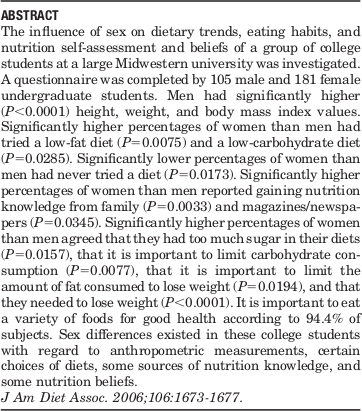 ABSTRACT
The influence of sex on dietary trends, eating habits, and
nutrition self-assessment and beliefs of a group of college
students at a large Midwestern university was investigated.
A questionnaire was completed by 105 male and 181 female
undergraduate students. Men had significantly higher
(P<0.0001) height, weight, and body mass index values.
Significantly higher percentages of women than men had
tried a low-fat diet (P=0.0075) and a low-carbohydrate diet
(P=0.0285). Significantly lower percentages of women than
men had never tried a diet (P=0.0173). Significantly higher
percentages of women than men reported gaining nutrition
knowledge from family (P=0.0033) and magazines/newspa-
pers (P=0.0345). Significantly higher percentages of women
than men agreed that they had too much sugar in their diets
(P=0.0157), that it is important to limit carbohydrate con-
sumption (P=0.0077), that it is important to limit the
amount of fat consumed to lose weight (P=0.0194), and that
they needed to lose weight (P<0.0001). It is important to eat
a variety of foods for good health according to 94.4% of
subjects. Sex differences existed in these college students
with regard to anthropometric measurements, certain
choices of diets, some sources of nutrition knowledge, and
some nutrition beliefs.
J Am Diet Assoc. 2006;106:1673-1677.